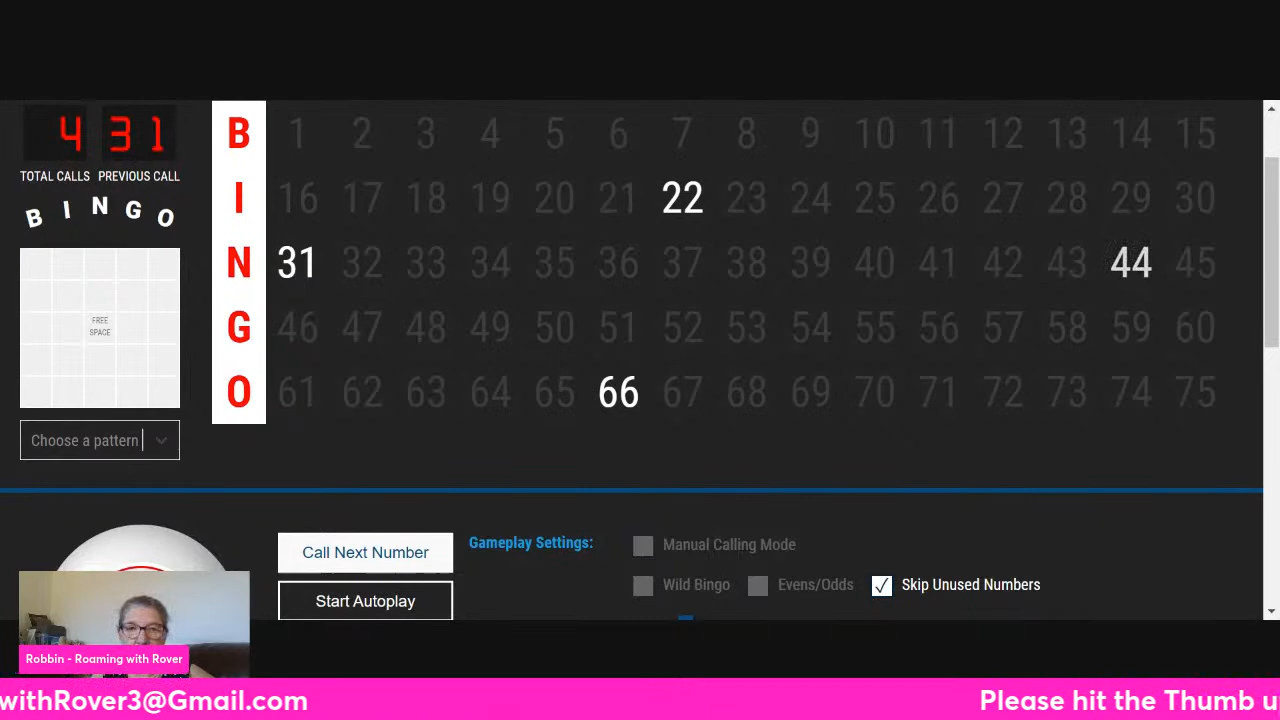 4 31
TOTAL CALLS PREVIOUS CALL
B I N G O
FREE
SPACE
Choose a pattern
B 1 2 3 4 5 6 7 8 9 10 11 12 13 14 15
I 16 17 18 19 20 21 22 23 24 25 26 27 28 29 30
N 31 32 33 34 35 36 37 38 39 40 41 42 43 44 45
G 46 47 48 49 50 51 52 53 54 55 56 57 58 59 60
O 61 62 63 64 65 66 67 68 69 70 71 72 73 74 75
Call Next Number
Start Autoplay
Gameplay Settings:
Manual Calling Mode
Wild Bingo Evens/Odds Skip Unused Numbers
Robbin - Roaming with Rover
withRover3@Gmail.com Please hit the Thumb u